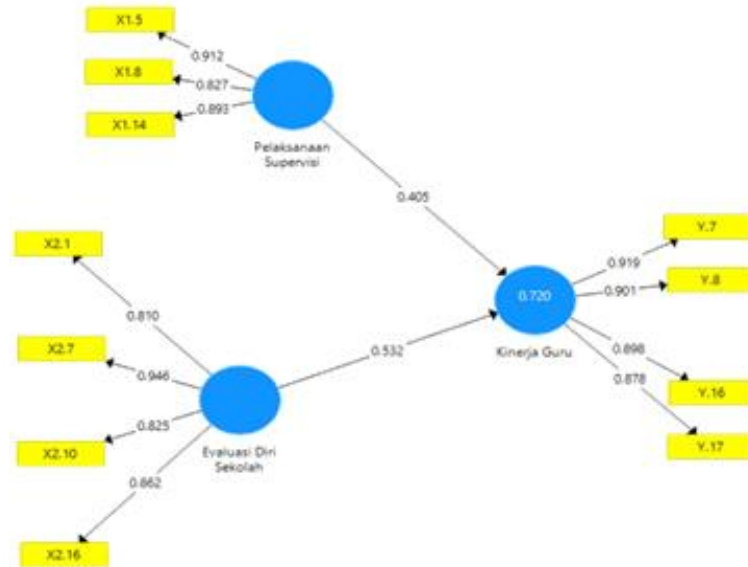 X1.5
0.912
X1.8
0.827
X1.14
0.893
Pelaksanaan
Supervisi
0.405
X2.1
0.810
X2.7
0.946
X2.10
0.825
X2.16
0.862
Evaluasi Diri
Sekolah
0.532
0.720
Kinerja Guru
Y.7
0.919
Y.8
0.901
Y.16
0.898
Y.17
0.878